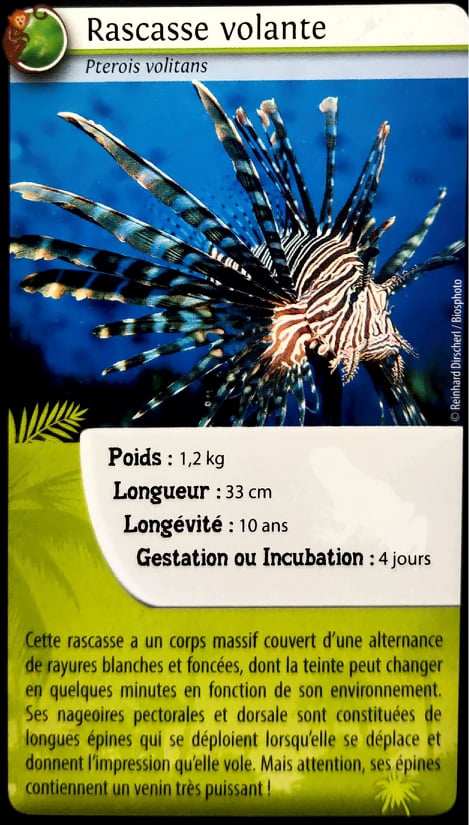 Rascasse volante
Pterois volitans
© Reinhard Dirscherl / Biosphoto
Poids : 1,2 kg
Longueur : 33 cm
Longévité : 10 ans
Gestation ou Incubation : 4 jours
Cette rascasse a un corps massif couvert d'une alternance
de rayures blanches et foncées, dont la teinte peut changer
en quelques minutes en fonction de son environnement.
Ses nageoires pectorales et dorsale sont constituées de
longues épines qui se déploient lorsqu'elle se déplace et
donnent l'impression qu'elle vole. Mais attention, ses épines
contiennent un venin très puissant !